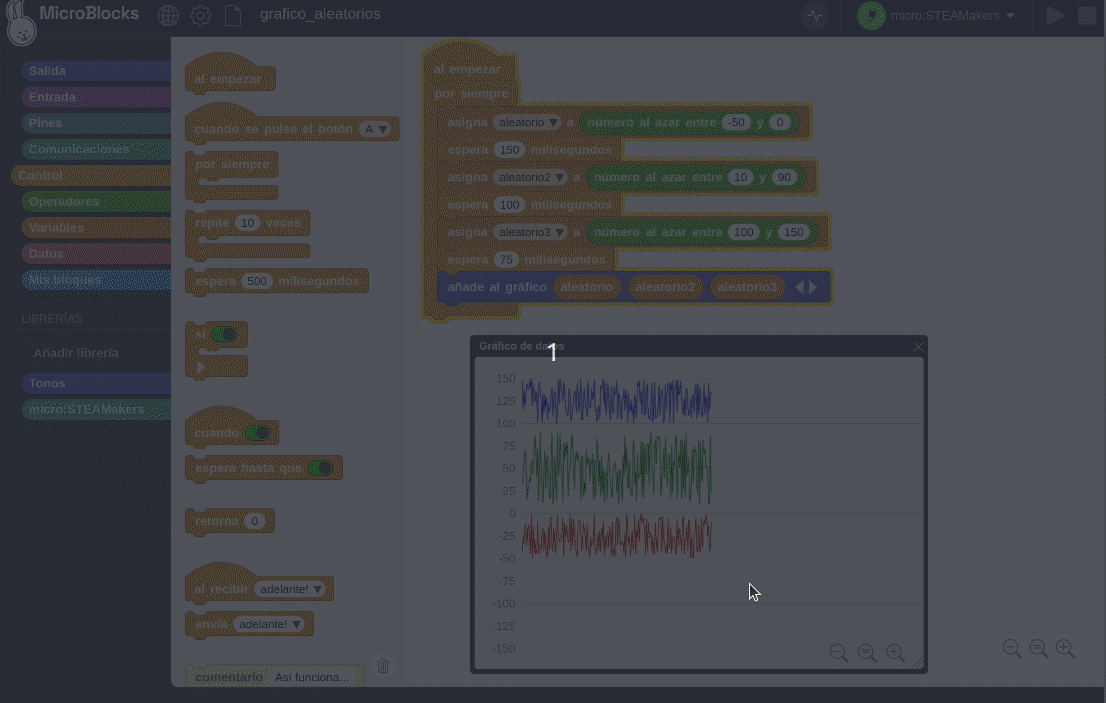 MicroBlocks
grafico_aleatorios
micro:STEAMakers
Salida
Entrada
Pines
Comunicaciones
Control
Operadores
Variables
Datos
Mis bloques
LIBRERÍAS
Añadir librería
Tonos
micro:STEAMakers
al empezar
cuando se pulse el botón A
por siempre
repite 10 veces
espera 500 milisegundos
si
cuando
espera hasta que
retorna 0
al recibir adelante!
envía adelante!
comentario Así funciona...
al empezar
por siempre
asigna aleatorio a número al azar entre -50 y 0
espera 150 milisegundos
asigna aleatorio2 a número al azar entre 10 y 90
espera 100 milisegundos
asigna aleatorio3 a número al azar entre 100 y 150
espera 75 milisegundos
añade al gráfico aleatorio aleatorio2 aleatorio3
Gráfico de datos
1
150
125
100
75
50
25
0
-25
-50
-75
-100
-125
-150